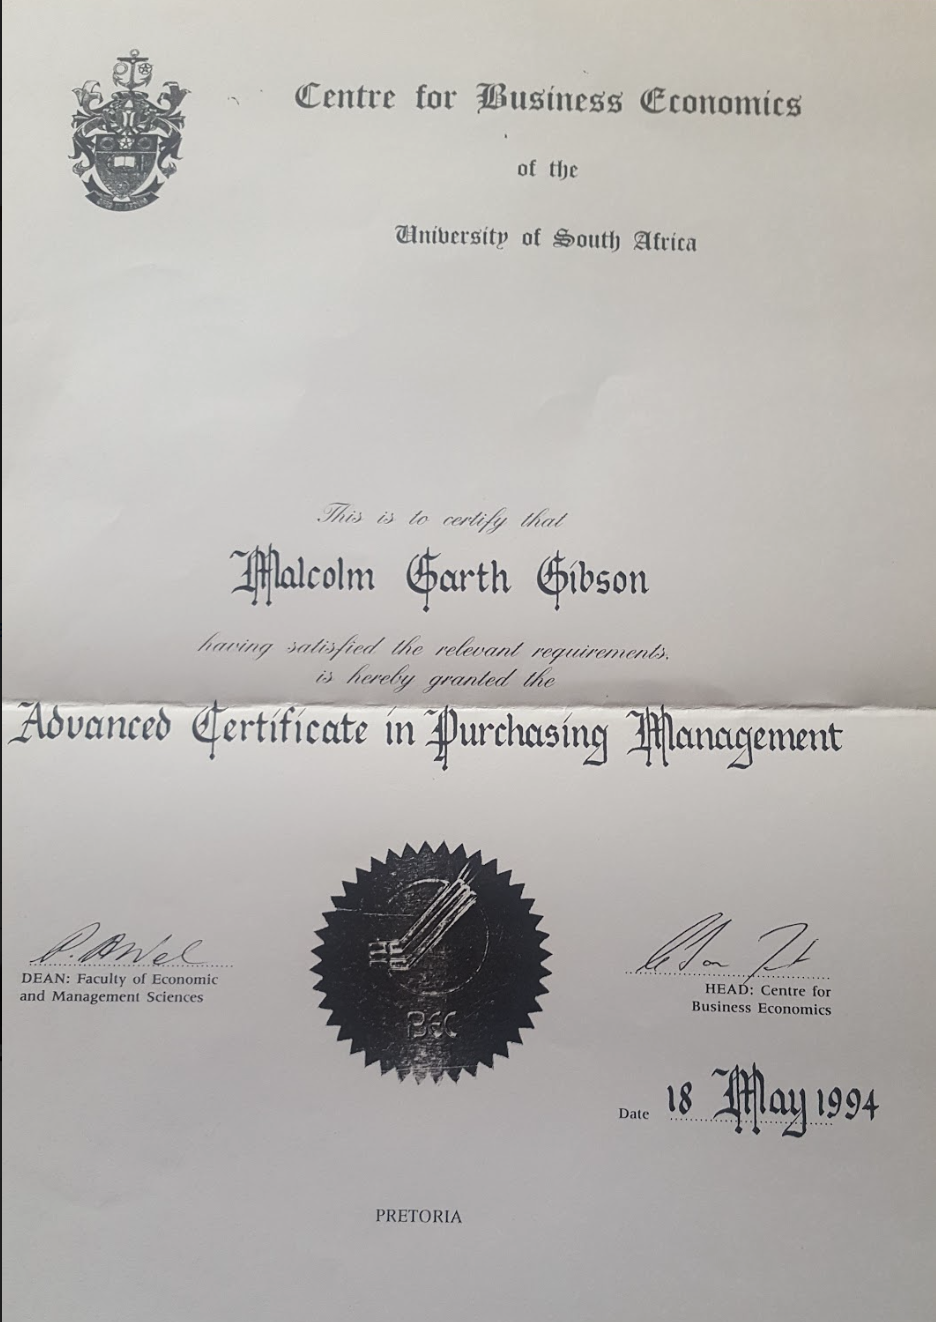 Centre for Business Economics
of the
University of South Africa
This is to certify that
Malcolm Garth Gibson
having satisfied the relevant requirements.
is hereby granted the
Advanced Certificate in Purchasing Management
DEAN: Faculty of Economic
and Management Sciences
HEAD: Centre for
Business Economics
Date 18 May 1994
PRETORIA